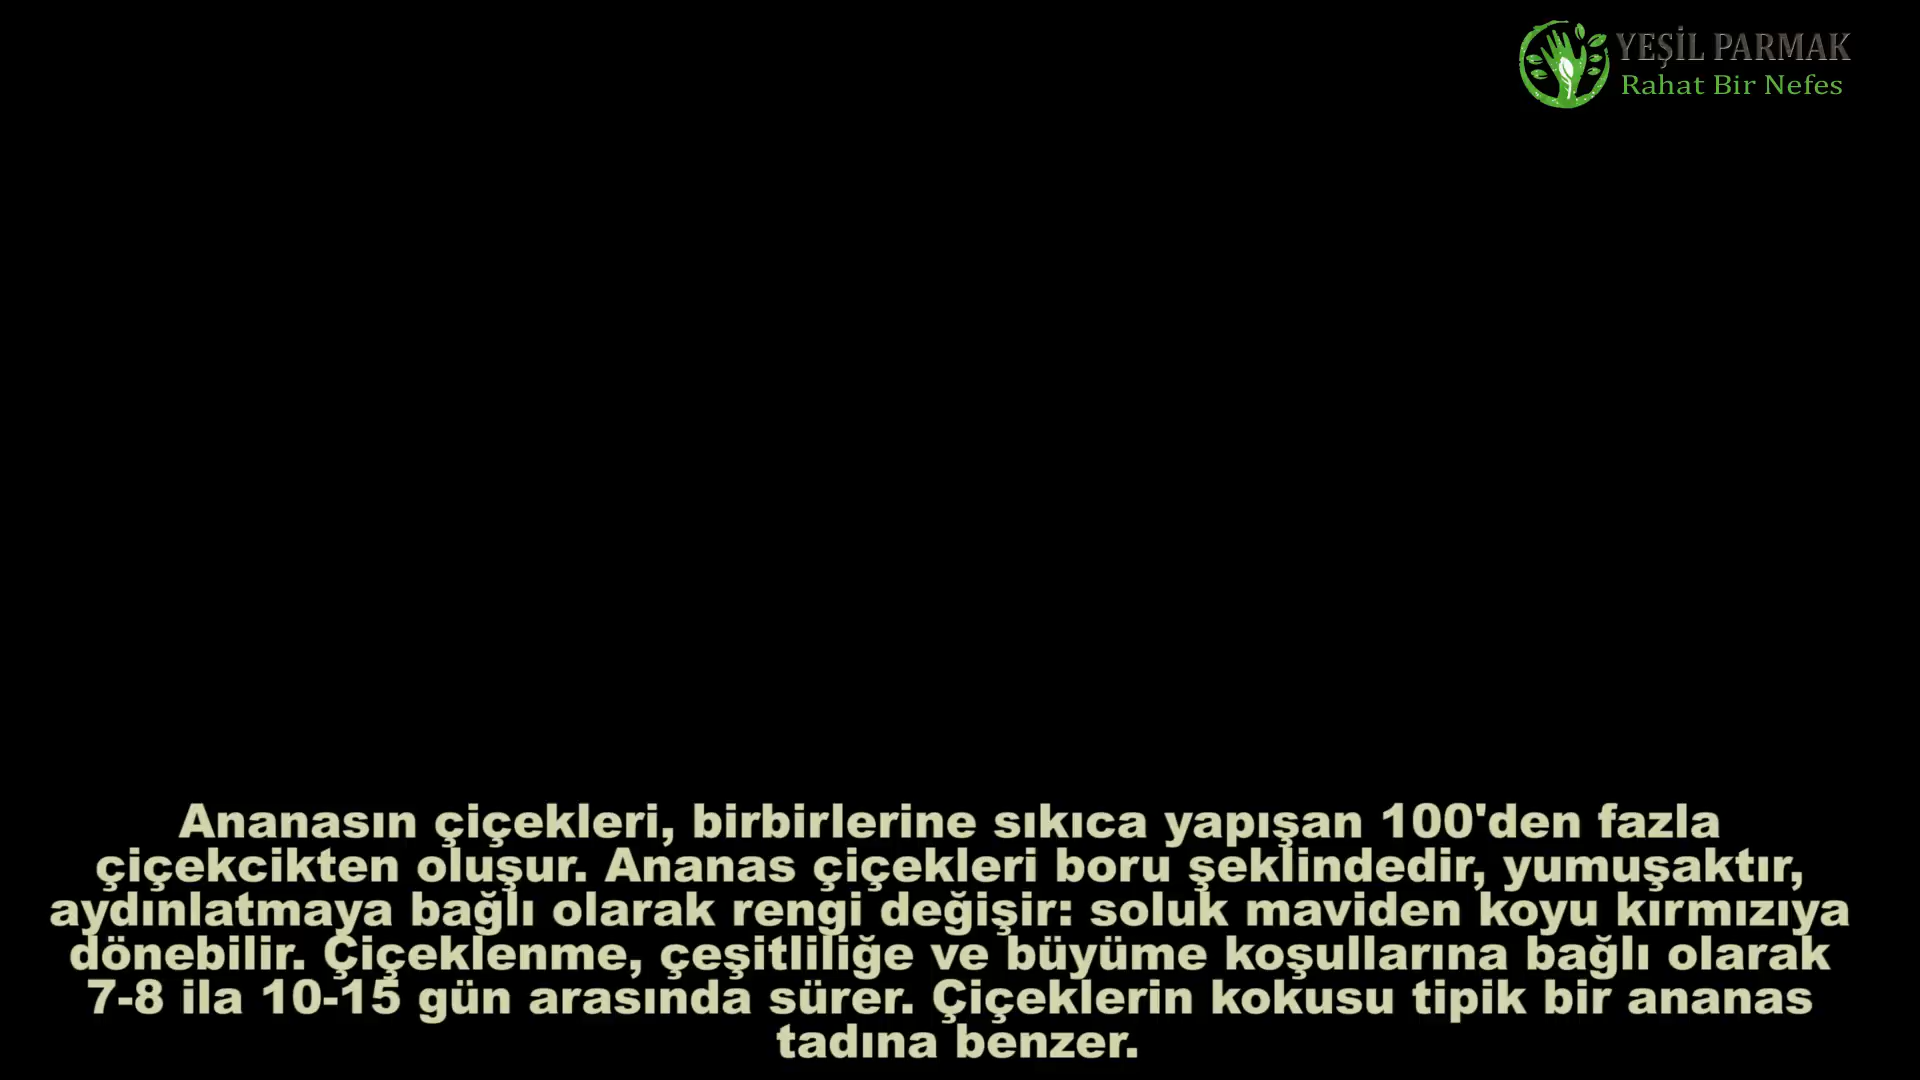 YEŞİL PARMAK
Rahat Bir Nefes
Ananasın çiçekleri, birbirlerine sıkıca yapışan 100'den fazla
çiçekcikten oluşur. Ananas çiçekleri boru şeklindedir, yumuşaktır,
aydınlatmaya bağlı olarak rengi değişir: soluk maviden koyu kırmızıya
dönebilir. Çiçeklenme, çeşitliliğe ve büyüme koşullarına bağlı olarak
7-8 ila 10-15 gün arasında sürer. Çiçeklerin kokusu tipik bir ananas
tadına benzer.